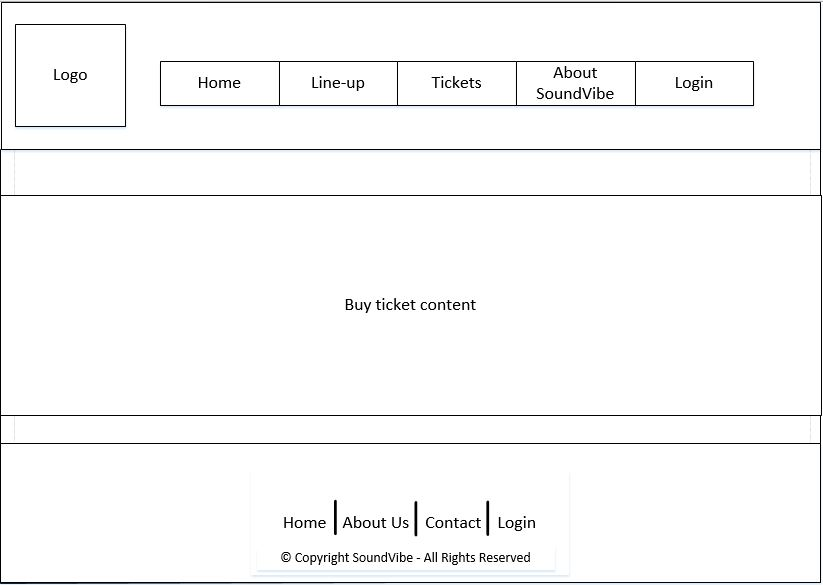 Logo
Home
Line-up
Tickets
About
SoundVibe
Login
Buy ticket content
Home About Us Contact Login
© Copyright SoundVibe - All Rights Reserved